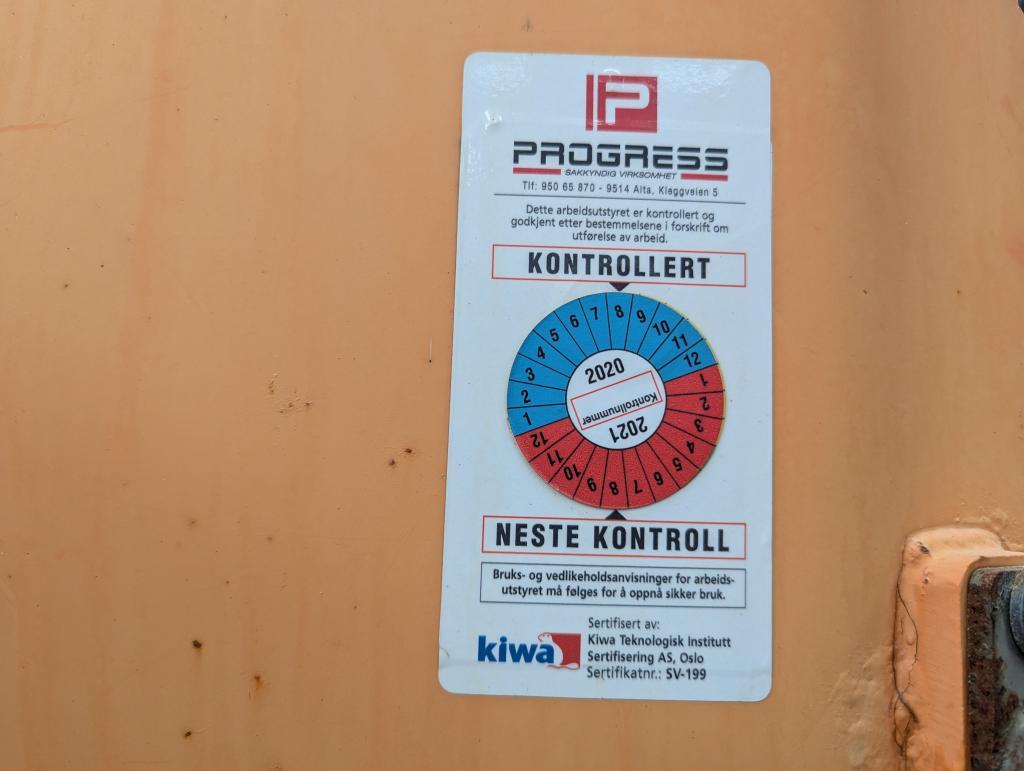 P
PROGRESS
SAKKYNDIG VIRKSOMHET
Tlf: 950 65 870 - 9514 Alta, Kleggveien 5
Dette arbeidsutstyret er kontrollert og
godkjent etter bestemmelsene i forskrift om
utførelse av arbeid.
KONTROLLERT
1 2 3 4 5 6 7 8 9 10 11 12
2020
Kontrollnummer
2021
1 2 3 4 5 6 7 8 9 10 11 12
NESTE KONTROLL
Bruks- og vedlikeholdsanvisninger for arbeids-
utstyret må følges for å oppnå sikker bruk.
kiwa
Sertifisert av:
Kiwa Teknologisk Institutt
Sertifisering AS, Oslo
Sertifikatnr.: SV-199